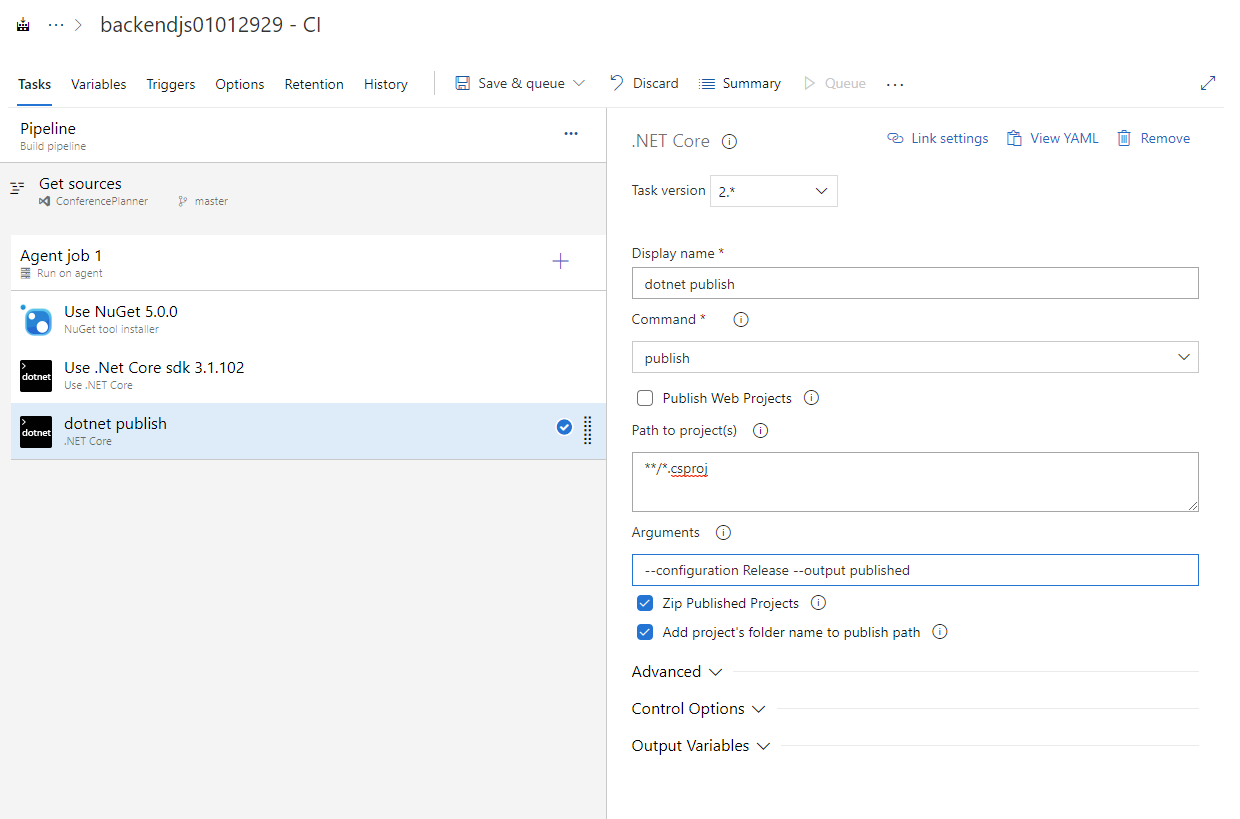 ··· > backendjs01012929 - CI
Tasks Variables Triggers Options Retention History Save & queue Discard Summary Queue ...
Pipeline
Build pipeline
Get sources
ConferencePlanner master
Agent job 1
Run on agent
Use NuGet 5.0.0
NuGet tool installer
dotnet
Use .Net Core sdk 3.1.102
Use .NET Core
dotnet
dotnet publish
.NET Core
.NET Core Link settings View YAML Remove
Task version 2.*
Display name *
dotnet publish
Command *
publish
Publish Web Projects
Path to project(s)
**/*.csproj
Arguments
--configuration Release --output published
Zip Published Projects
Add project's folder name to publish path
Advanced
Control Options
Output Variables